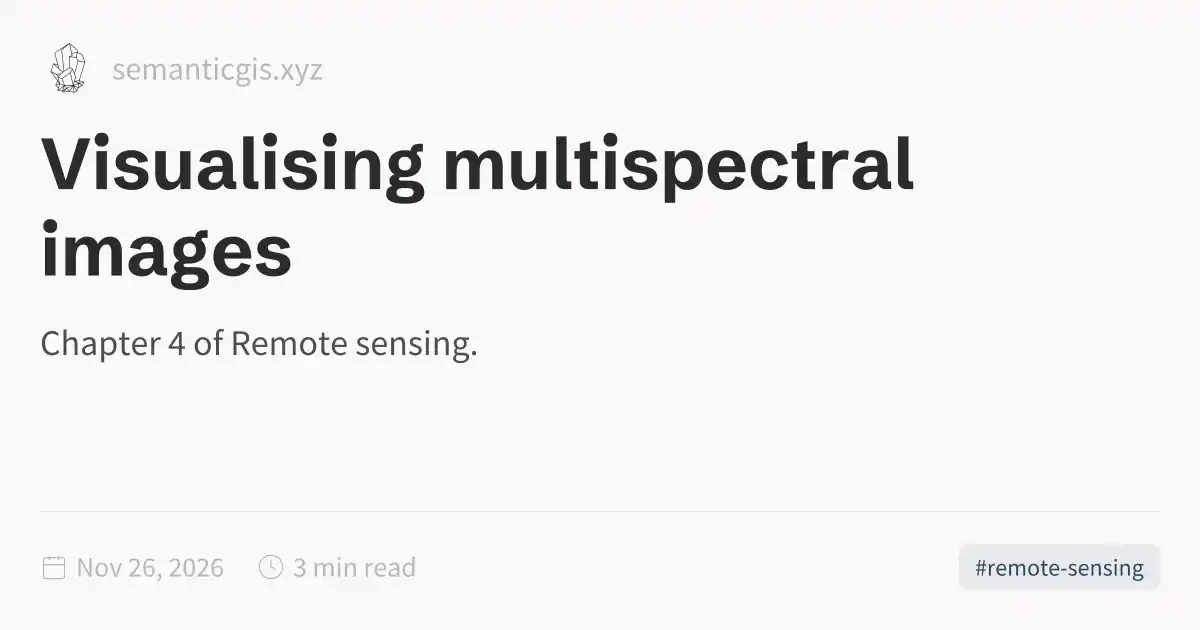 semanticgis.xyz
Visualising multispectral
images
Chapter 4 of Remote sensing.
Nov 26, 2026
3 min read
#remote-sensing